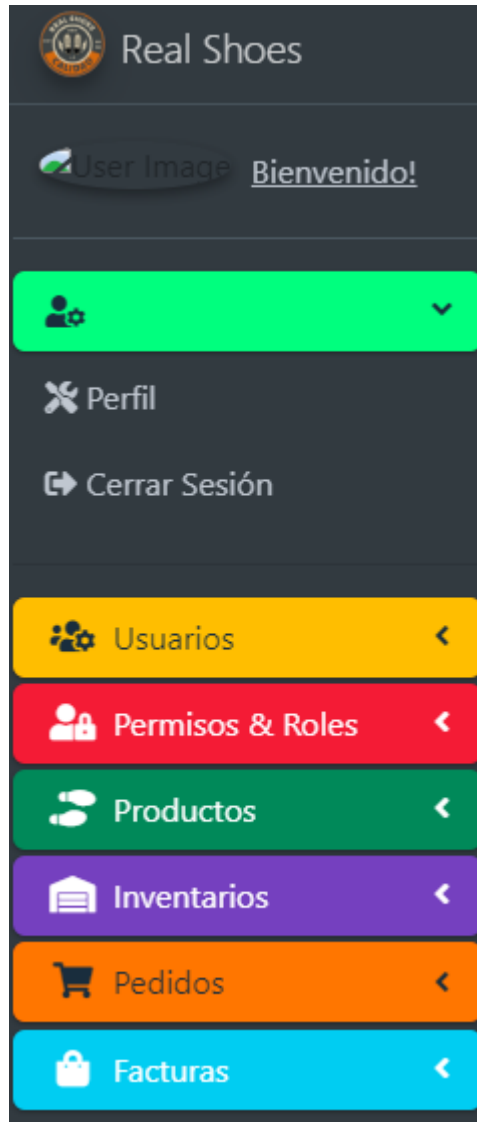 Real Shoes
User Image
Bienvenido!
Perfil
Cerrar Sesión
Usuarios
Permisos & Roles
Productos
Inventarios
Pedidos
Facturas